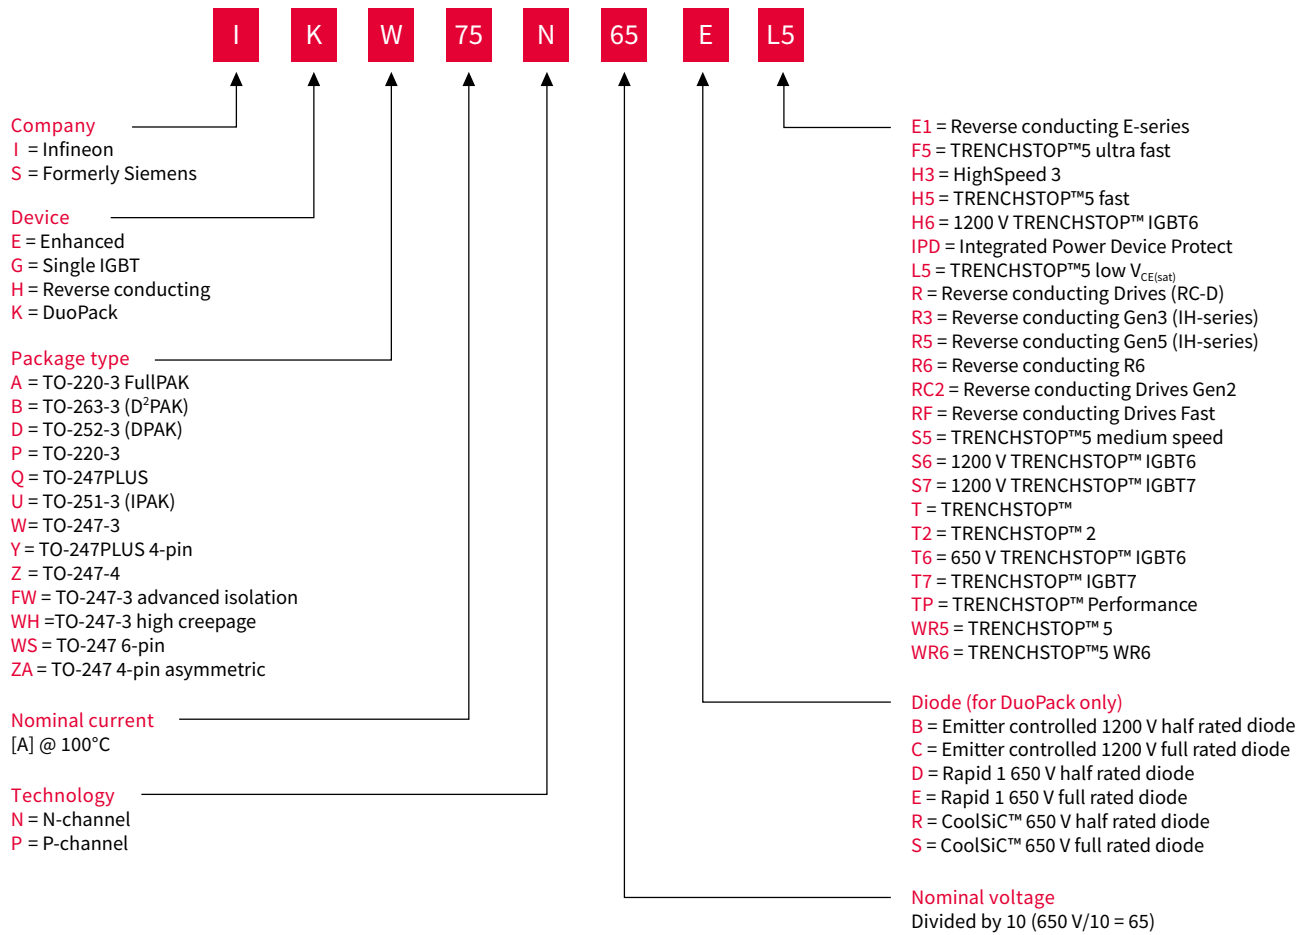 I K W 75 N 65 E L5
Company
I = Infineon
S = Formerly Siemens
Device
E = Enhanced
G = Single IGBT
H = Reverse conducting
K = DuoPack
Package type
A = TO-220-3 FullPAK
B = TO-263-3 (D²PAK)
D = TO-252-3 (DPAK)
P = TO-220-3
Q = TO-247PLUS
U = TO-251-3 (IPAK)
W= TO-247-3
Y = TO-247PLUS 4-pin
Z = TO-247-4
FW = TO-247-3 advanced isolation
WH =TO-247-3 high creepage
WS = TO-247 6-pin
ZA = TO-247 4-pin asymmetric
Nominal current
[A] @ 100°C
Technology
N = N-channel
P = P-channel
E1 = Reverse conducting E-series
F5 = TRENCHSTOP™5 ultra fast
H3 = HighSpeed 3
H5 = TRENCHSTOP™5 fast
H6 = 1200 V TRENCHSTOP™ IGBT6
IPD = Integrated Power Device Protect
L5 = TRENCHSTOP™5 low VCE(sat)
R = Reverse conducting Drives (RC-D)
R3 = Reverse conducting Gen3 (IH-series)
R5 = Reverse conducting Gen5 (IH-series)
R6 = Reverse conducting R6
RC2 = Reverse conducting Drives Gen2
RF = Reverse conducting Drives Fast
S5 = TRENCHSTOP™5 medium speed
S6 = 1200 V TRENCHSTOP™ IGBT6
S7 = 1200 V TRENCHSTOP™ IGBT7
T = TRENCHSTOP™
T2 = TRENCHSTOP™ 2
T6 = 650 V TRENCHSTOP™ IGBT6
T7 = TRENCHSTOP™ IGBT7
TP = TRENCHSTOP™ Performance
WR5 = TRENCHSTOP™ 5
WR6 = TRENCHSTOP™5 WR6
Diode (for DuoPack only)
B = Emitter controlled 1200 V half rated diode
C = Emitter controlled 1200 V full rated diode
D = Rapid 1 650 V half rated diode
E = Rapid 1 650 V full rated diode
R = CoolSiC™ 650 V half rated diode
S = CoolSiC™ 650 V full rated diode
Nominal voltage
Divided by 10 (650 V/10 = 65)